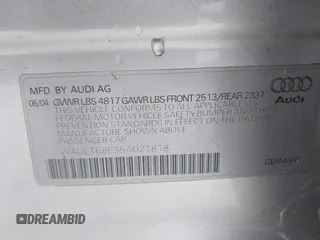 MFD. BY AUDI AG
06/04 GVWR LBS 4817 GAWR LBS FRONT 2513/REAR 2337
THIS VEHICLE CONFORMS TO ALL APPLICABLE
FEDERAL MOTOR VEHICLE SAFETY, BUMPER AND THEFT
PREVENTION STANDARDS IN EFFECT ON THE DATE OF
MANUFACTURE SHOWN ABOVE.
PASSENGER CAR
WAULT68E35A021818
Audi
GERMANY
© DREAMBID